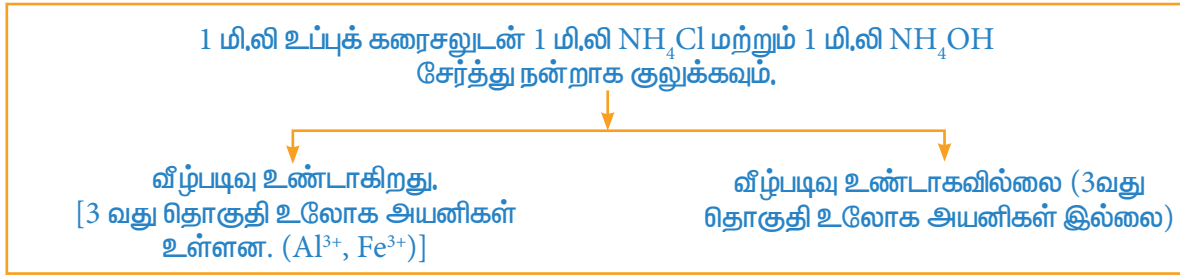 1 மி.லி உப்புக் கரைசலுடன் 1 மி.லி NH₄Cl மற்றும் 1 மி.லி NH₄OH
சேர்த்து நன்றாக குலுக்கவும்.
வீழ்படிவு உண்டாகிறது.
[3 வது தொகுதி உலோக அயனிகள்
உள்ளன. (Al³⁺, Fe³⁺)]
வீழ்படிவு உண்டாகவில்லை (3வது
தொகுதி உலோக அயனிகள் இல்லை)